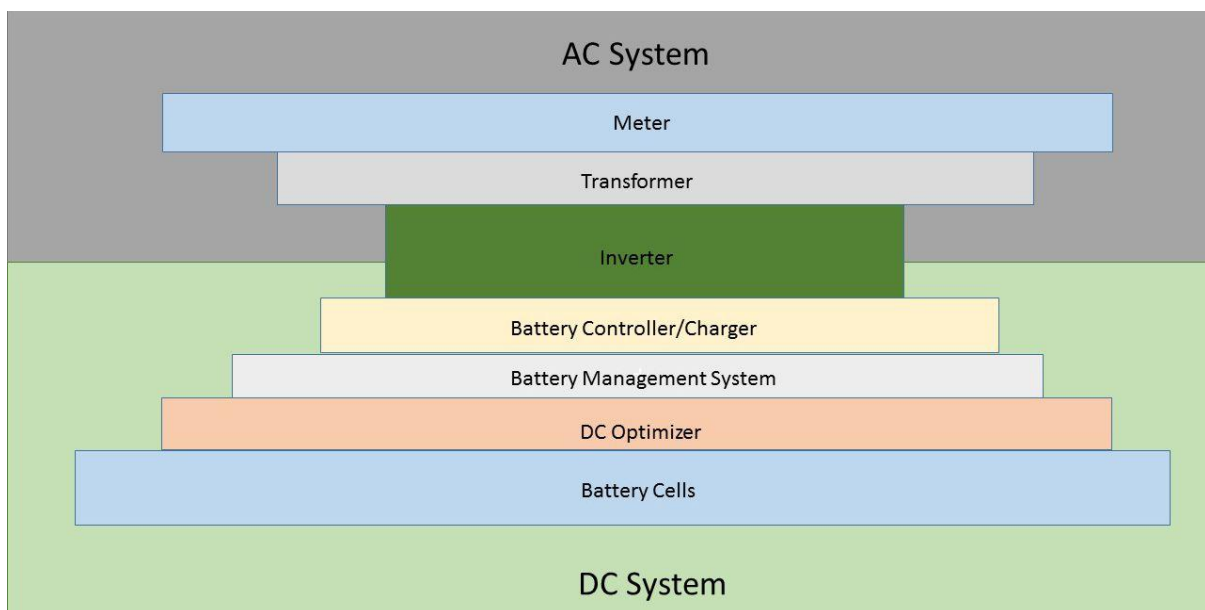 AC System
Meter
Transformer
Inverter
Battery Controller/Charger
Battery Management System
DC Optimizer
Battery Cells
DC System